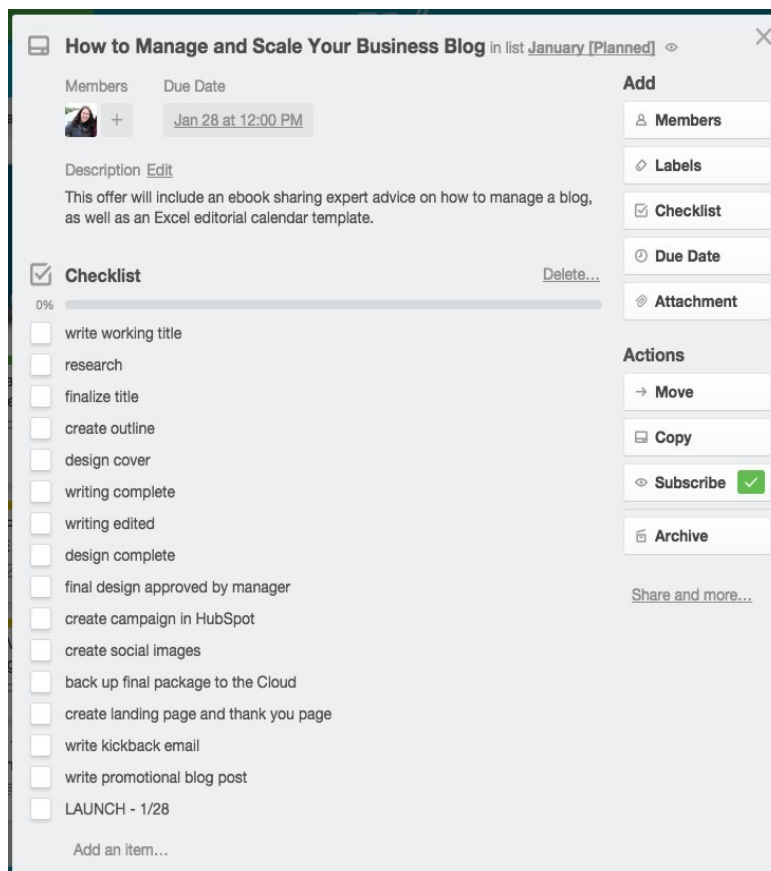 How to Manage and Scale Your Business Blog in list January [Planned]
Members
Due Date
+
Jan 28 at 12:00 PM
Description Edit
This offer will include an ebook sharing expert advice on how to manage a blog,
as well as an Excel editorial calendar template.
Checklist
Delete...
0%
write working title
research
finalize title
create outline
design cover
writing complete
writing edited
design complete
final design approved by manager
create campaign in HubSpot
create social images
back up final package to the Cloud
create landing page and thank you page
write kickback email
write promotional blog post
LAUNCH - 1/28
Add an item...
Add
Members
Labels
Checklist
Due Date
Attachment
Actions
Move
Copy
Subscribe
Archive
Share and more...